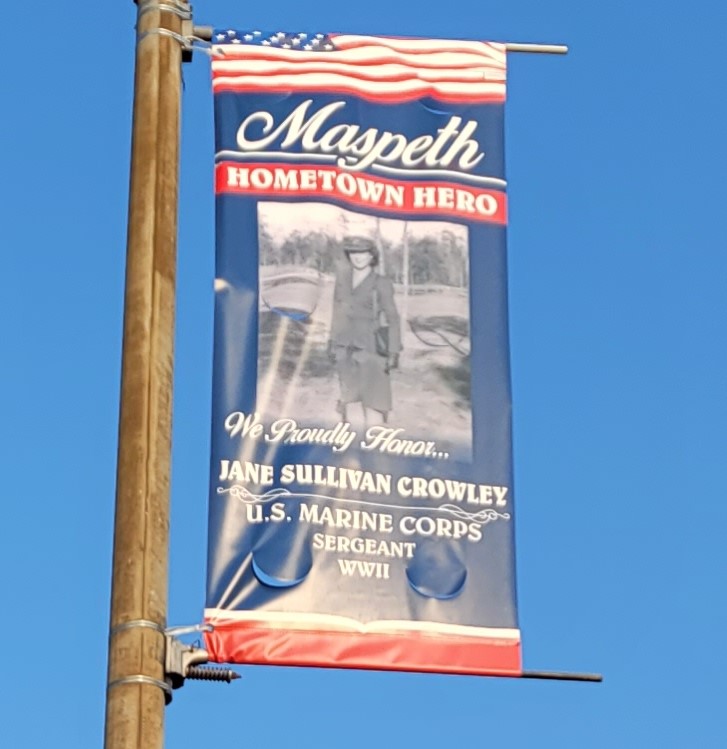 Maspeth
HOMETOWN HERO
We Proudly Honor...
JANE SULLIVAN CROWLEY
U.S. MARINE CORPS
SERGEANT
WWII